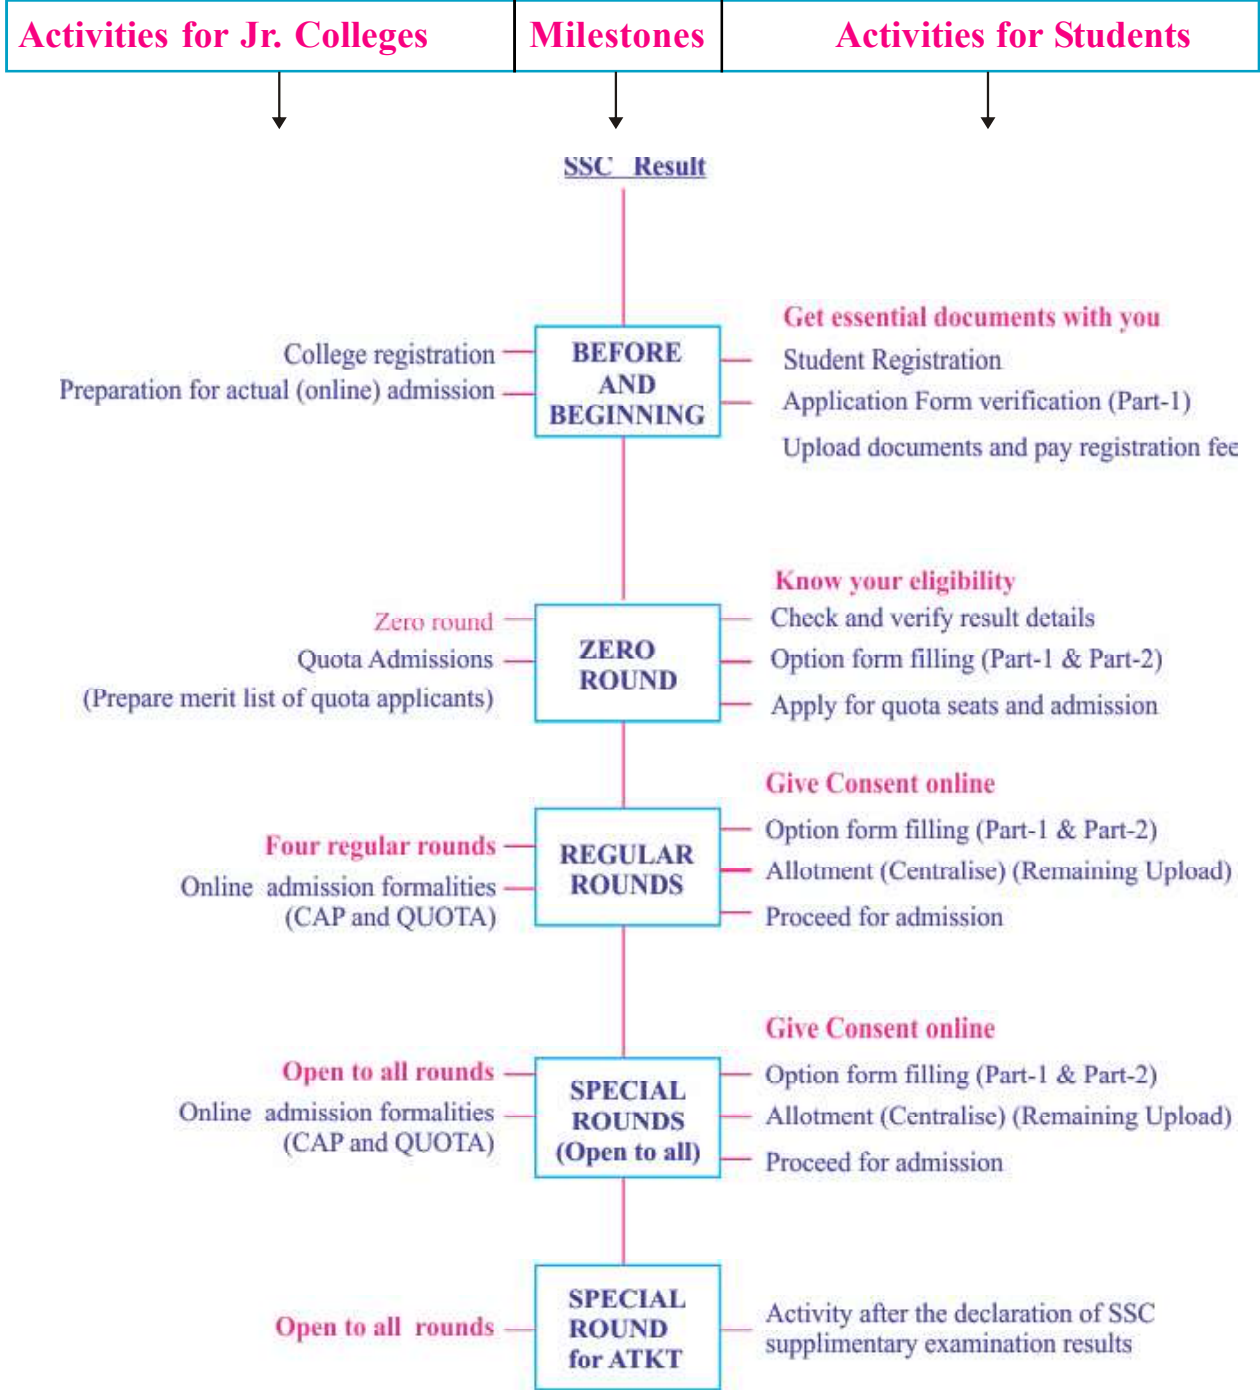 Activities for Jr. Colleges
Milestones
Activities for Students
SSC Result
College registration
Preparation for actual (online) admission
BEFORE
AND
BEGINNING
Get essential documents with you
Student Registration
Application Form verification (Part-1)
Upload documents and pay registration fee
Zero round
Quota Admissions
(Prepare merit list of quota applicants)
ZERO
ROUND
Know your eligibility
Check and verify result details
Option form filling (Part-1 & Part-2)
Apply for quota seats and admission
Four regular rounds
Online admission formalities
(CAP and QUOTA)
REGULAR
ROUNDS
Give Consent online
Option form filling (Part-1 & Part-2)
Allotment (Centralise) (Remaining Upload)
Proceed for admission
Open to all rounds
Online admission formalities
(CAP and QUOTA)
SPECIAL
ROUNDS
(Open to all)
Give Consent online
Option form filling (Part-1 & Part-2)
Allotment (Centralise) (Remaining Upload)
Proceed for admission
Open to all rounds
SPECIAL
ROUND
for ATKT
Activity after the declaration of SSC
supplimentary examination results